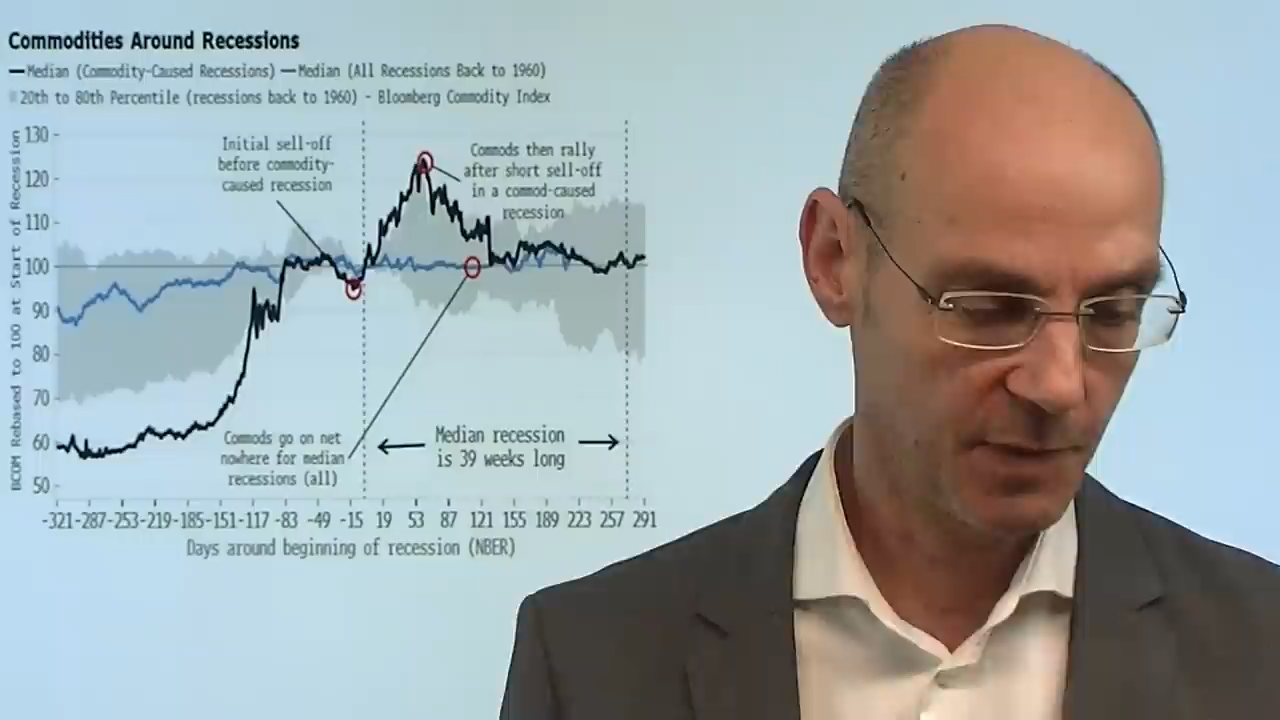 Commodities Around Recessions
Median (Commodity-Caused Recessions) Median (All Recessions Back to 1960)
20th to 80th Percentile (recessions back to 1960) - Bloomberg Commodity Index
BCOM Rebased to 100 at Start of Recession
130
120
110
100
90
80
70
60
50
Initial sell-off
before commodity-
caused recession
Commods then rally
after short sell-off
in a commod-caused
recession
Commods go on net
nowhere for median
recessions (all)
Median recession
is 39 weeks long
-321 -287 -253 -219 -185 -151 -117 -83 -49 -15 19 53 87 121 155 189 223 257 291
Days around beginning of recession (NBER)